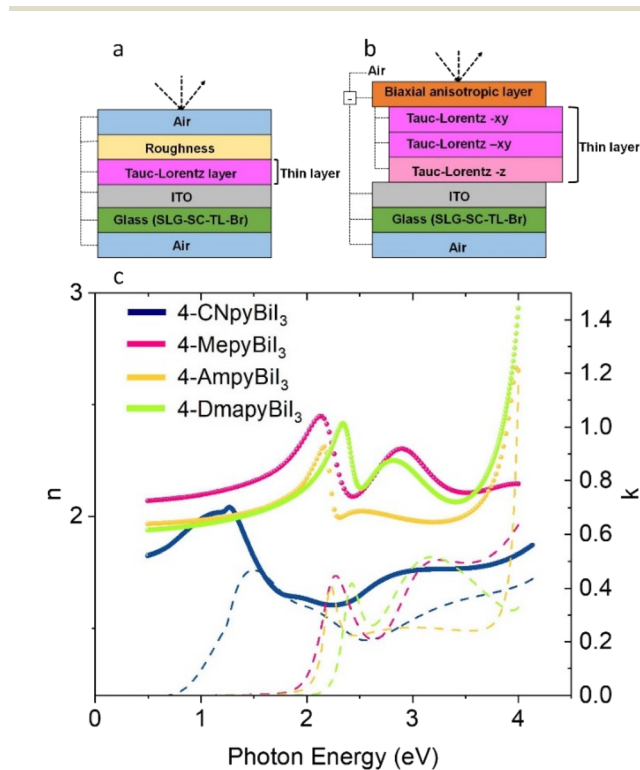 a
Air
Roughness
Tauc-Lorentz layer
Thin layer
ITO
Glass (SLG-SC-TL-Br)
Air
b
Air
-
Biaxial anisotropic layer
Tauc-Lorentz -xy
Tauc-Lorentz –xy
Thin layer
Tauc-Lorentz -z
ITO
Glass (SLG-SC-TL-Br)
Air
c
3
2
n
4-CNpyBiI₃
4-MepyBiI₃
4-AmpyBiI₃
4-DmapyBiI₃
1.4
1.2
1.0
0.8
0.6
0.4
0.2
0.0
k
0 1 2 3 4
Photon Energy (eV)